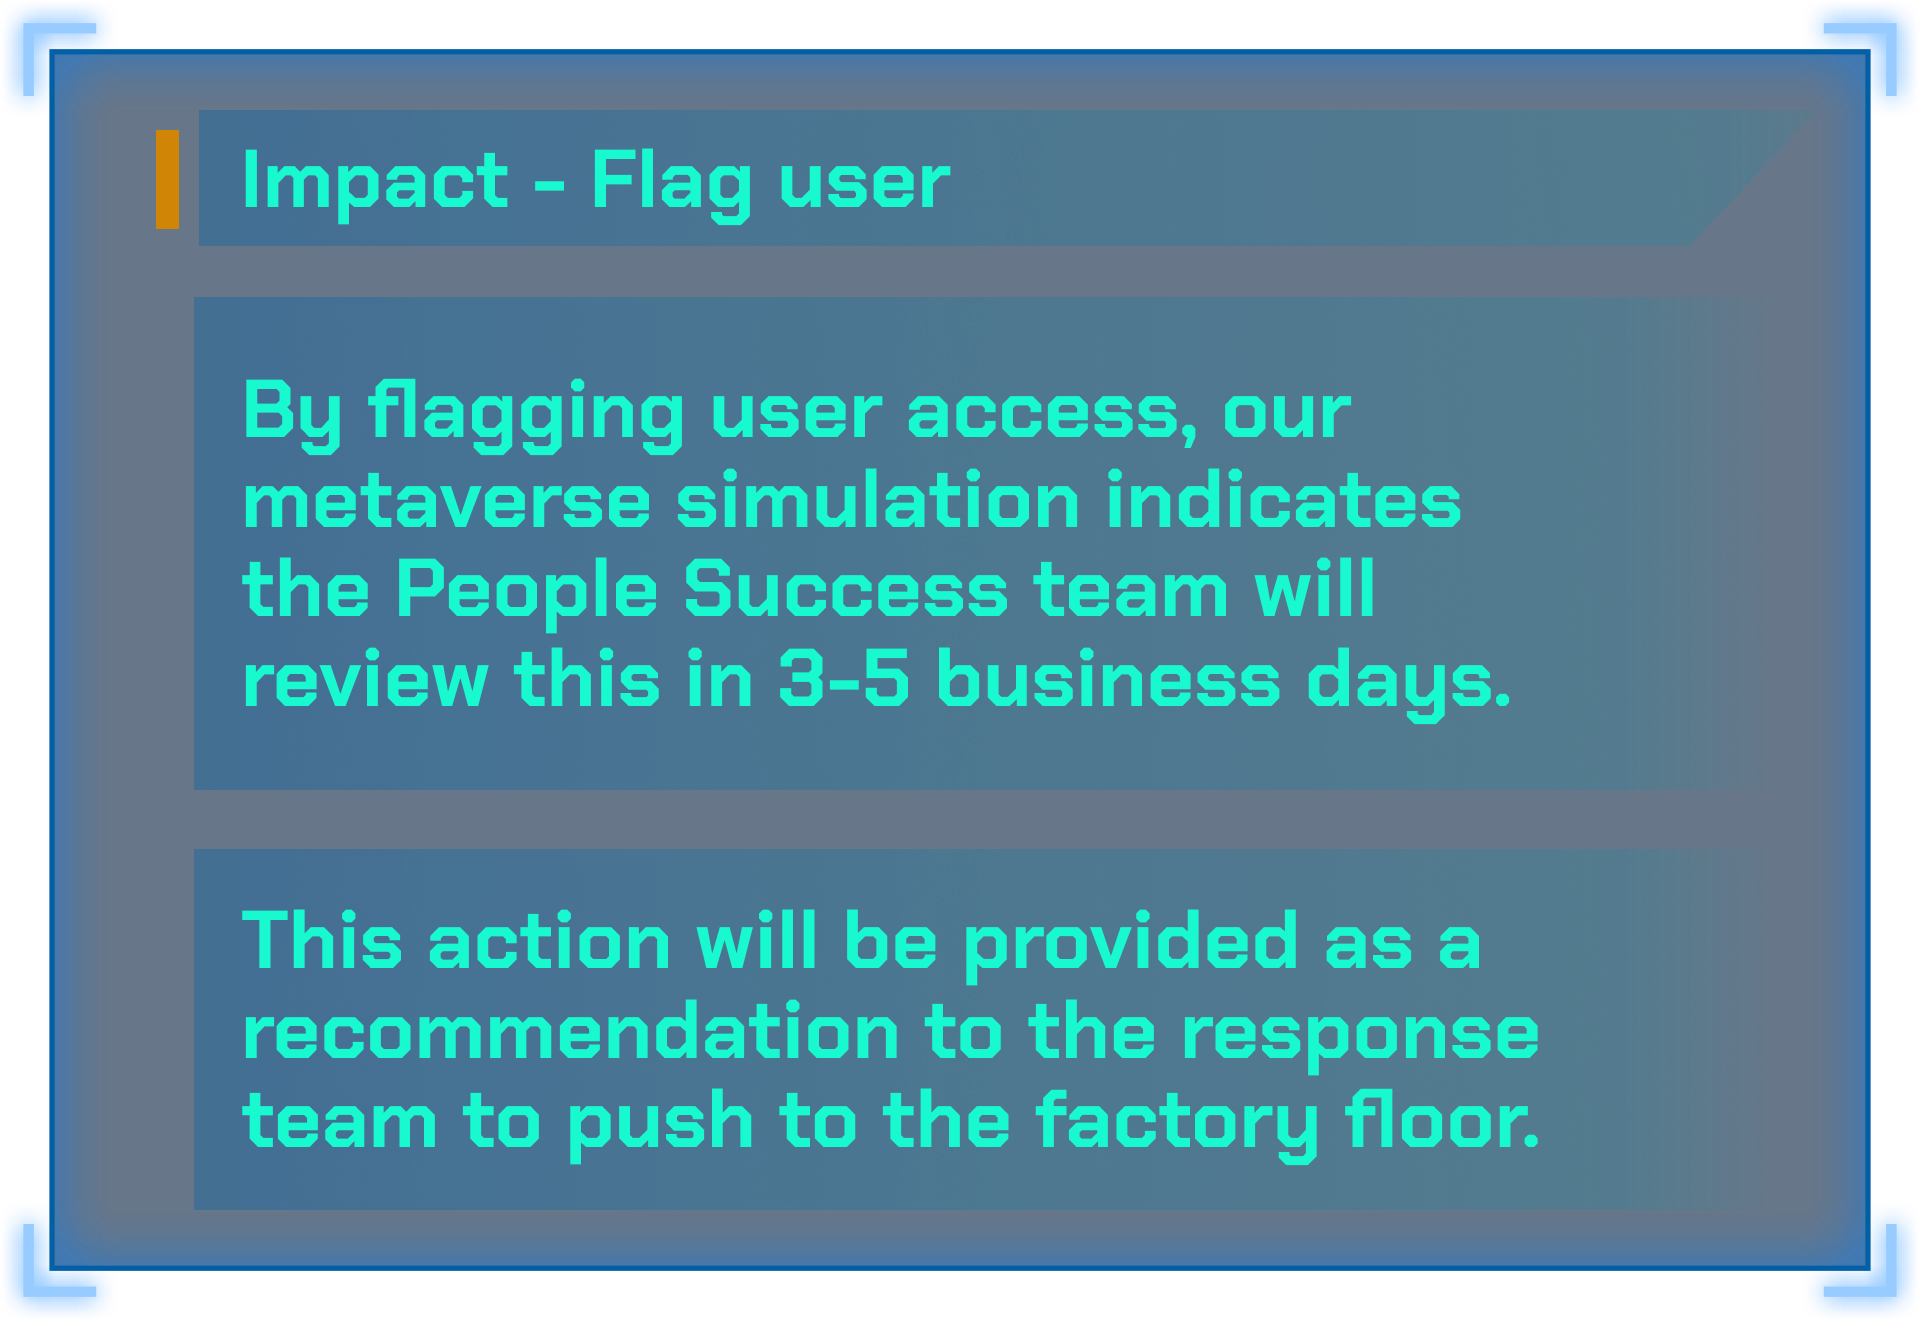 Impact - Flag user
By flagging user access, our
metaverse simulation indicates
the People Success team will
review this in 3-5 business days.
This action will be provided as a
recommendation to the response
team to push to the factory floor.